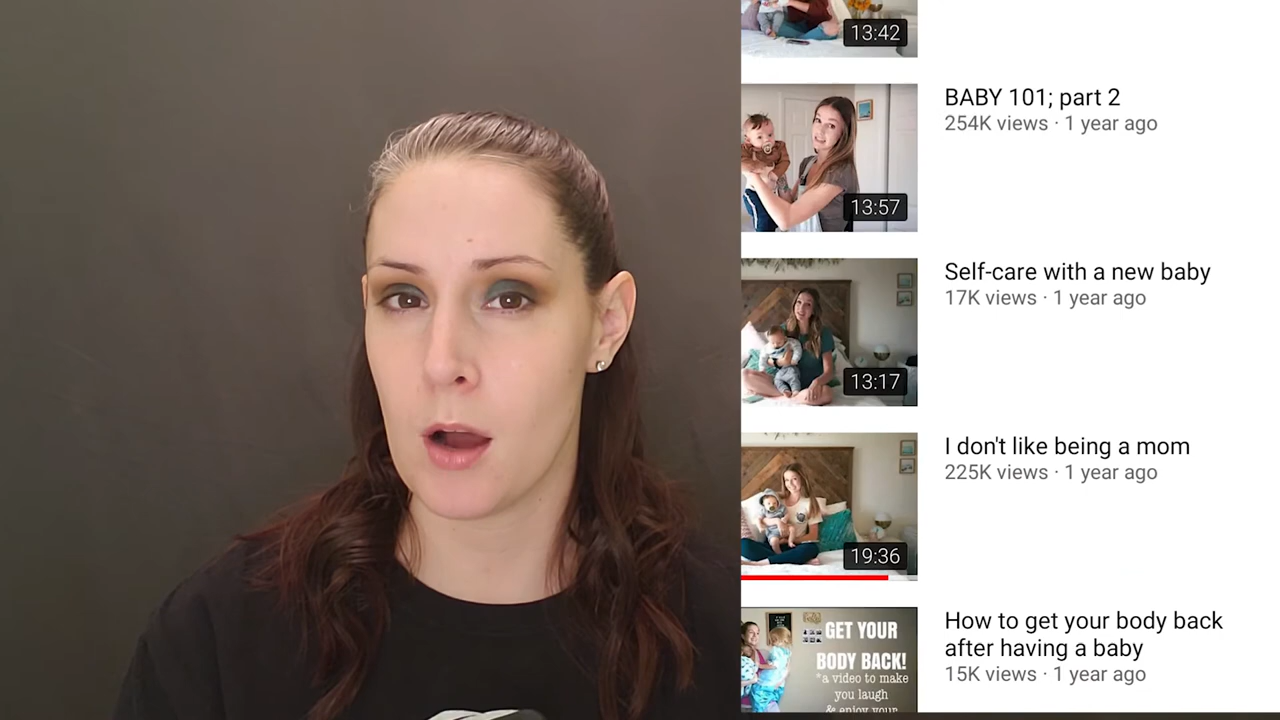 13:42
BABY 101; part 2
254K views · 1 year ago
13:57
Self-care with a new baby
17K views · 1 year ago
13:17
I don't like being a mom
225K views · 1 year ago
19:36
How to get your body back
after having a baby
15K views · 1 year ago
GET YOUR
BODY BACK!
*a video to make
you laugh
& enjoy your